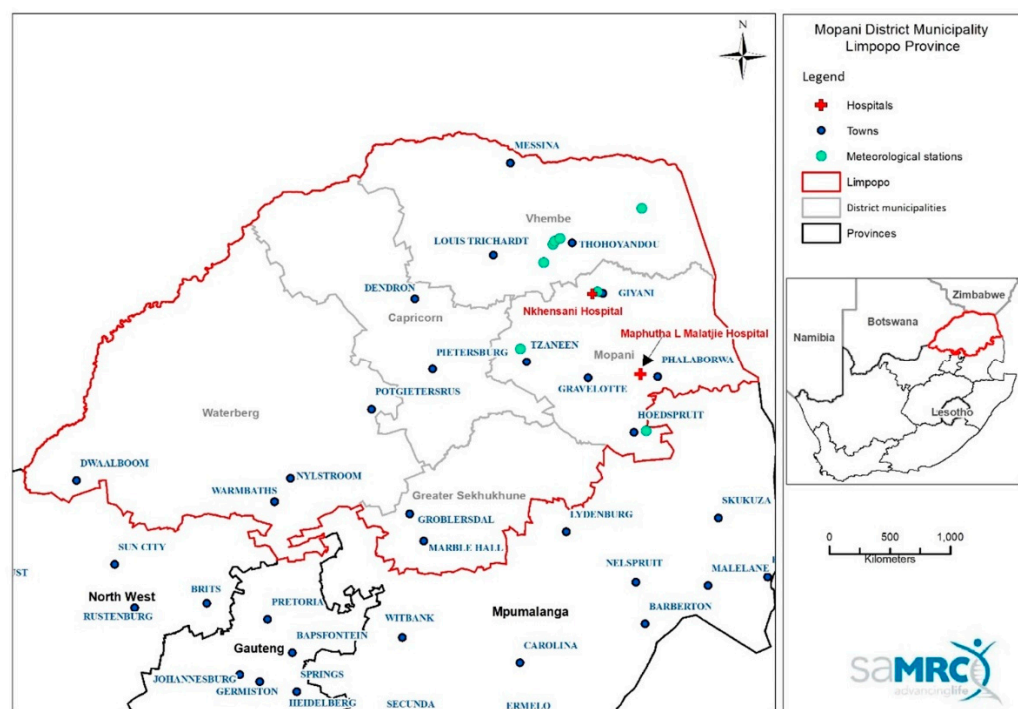 MESSINA
Vhembe
LOUIS TRICHARDT
THOHOYANDOU
DENDRON
GIYANI
Capricorn
Nkhensani Hospital
Maphutha L Malatjie Hospital
TZANEEN
Mopani
PIETERSBURG
PHALABORWA
GRAVELOTTE
POTGIETERSRUS
Waterberg
HOEDSPRUIT
DWAALBOOM
NYLSTROOM
WARMBATHS
Greater Sekhukhune
GROBLERSDAL
LYDENBURG
SKUKUZA
MARBLE HALL
SUN CITY
NELSPRUIT
MALELANE
UST
North West
BRITS
RUSTENBURG
PRETORIA
WITBANK
Mpumalanga
BARBERTON
BAPSFONTEIN
Gauteng
CAROLINA
JOHANNESBURG
SPRINGS
GERMISTON
HEIDELBERG
SECUNDA
ERMELO
Mopani District Municipality
Limpopo Province
Legend
Hospitals
Towns
Meteorological stations
Limpopo
District municipalities
Provinces
Zimbabwe
Botswana
Namibia
Lesotho
0 500 1,000
Kilometers
saMRC
advancinglife